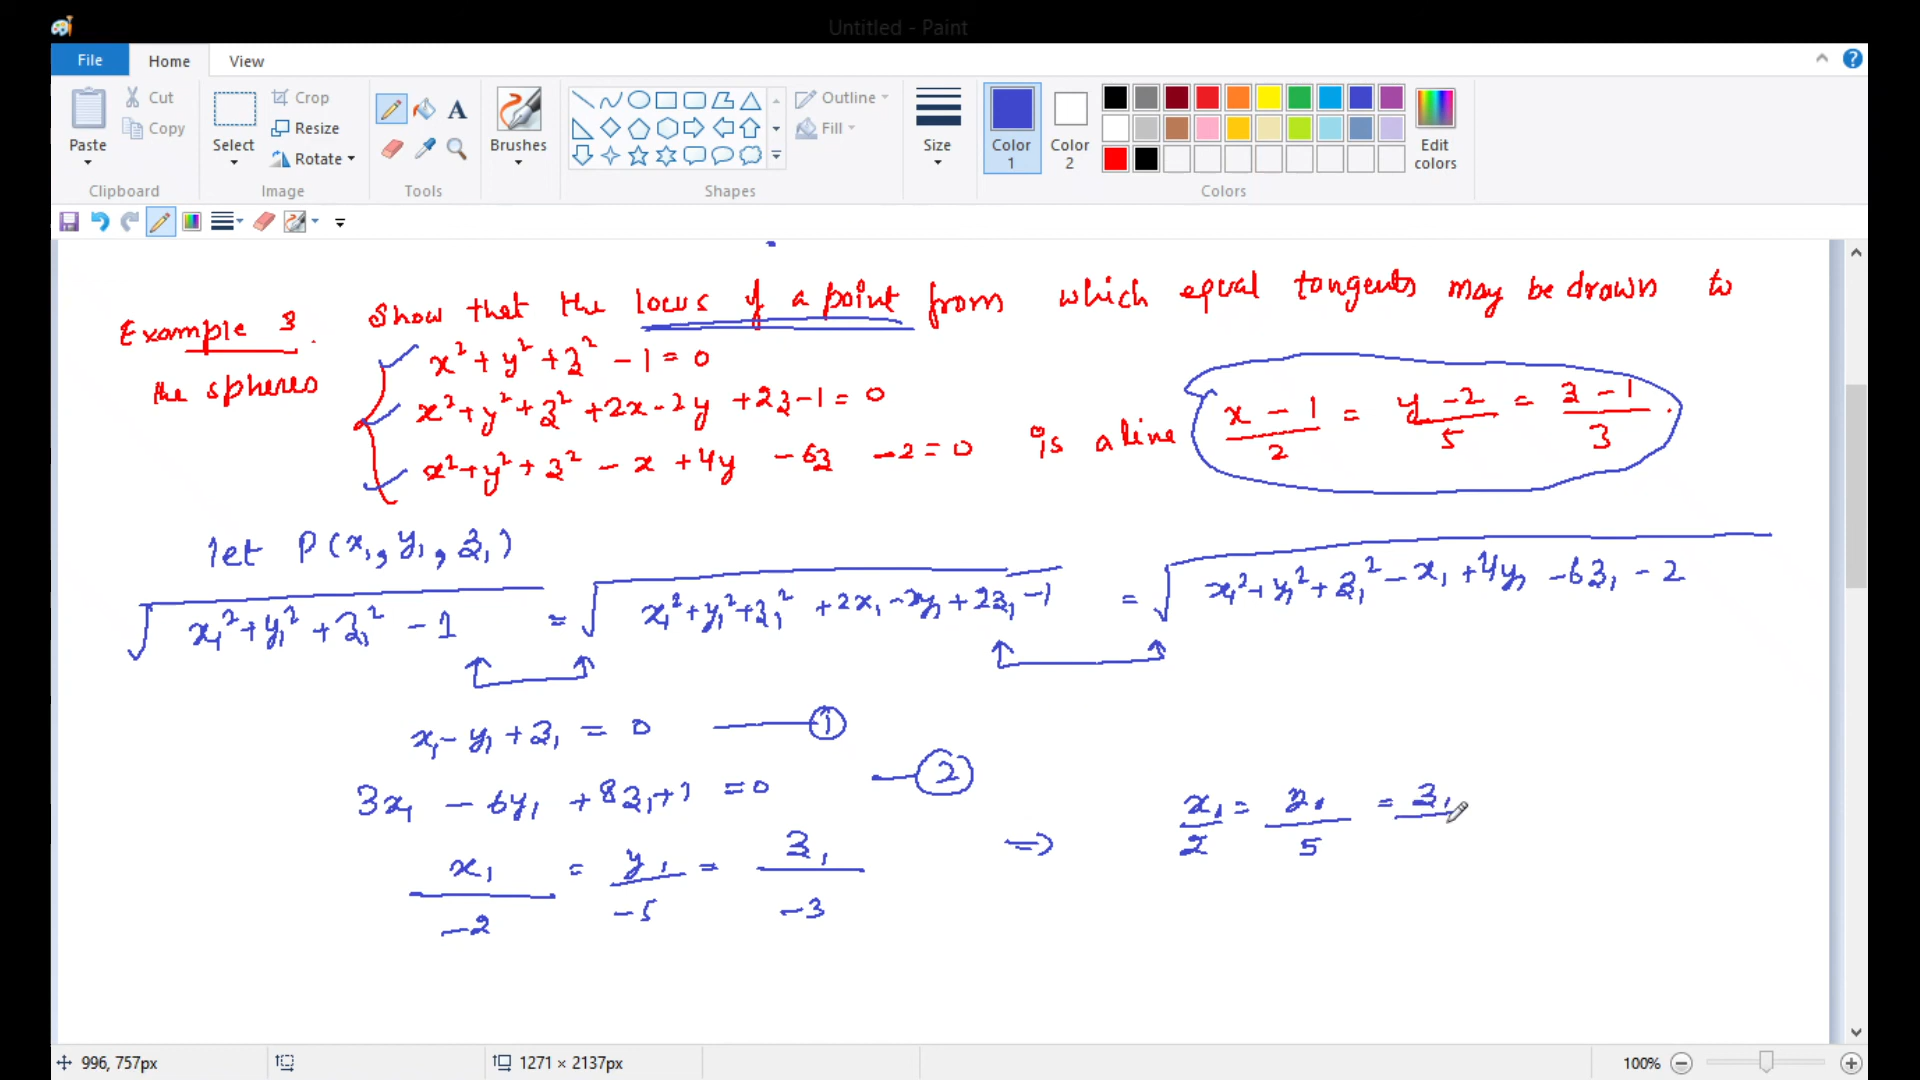 Untitled - Paint
File Home View
Cut
Copy
Paste
Clipboard
Select
Crop
Resize
Rotate
Image
A
Tools
Brushes
Outline
Fill
Shapes
Size
Color 1
Color 2
Edit colors
Colors
Example 3. Show that the locus of a point from which equal tangents may be drawn to
the spheres
x² + y² + z² - 1 = 0
x² + y² + z² + 2x - 2y + 2z - 1 = 0
x² + y² + z² - x + 4y - 6z - 2 = 0 is a line (x - 1)/2 = (y - 2)/5 = (z - 1)/3.
let P(x₁, y₁, z₁)
√(x₁² + y₁² + z₁² - 1) = √(x₁² + y₁² + z₁² + 2x₁ - 2y₁ + 2z₁ - 1) = √(x₁² + y₁² + z₁² - x₁ + 4y₁ - 6z₁ - 2)
x₁ - y₁ + z₁ = 0 — ①
3x₁ - 6y₁ + 8z₁ + 1 = 0 — ②
x₁/-2 = y₁/-5 = z₁/-3 ⇒ x₁/2 = y₁/5 = z₁
996, 757px
1271 × 2137px
100%